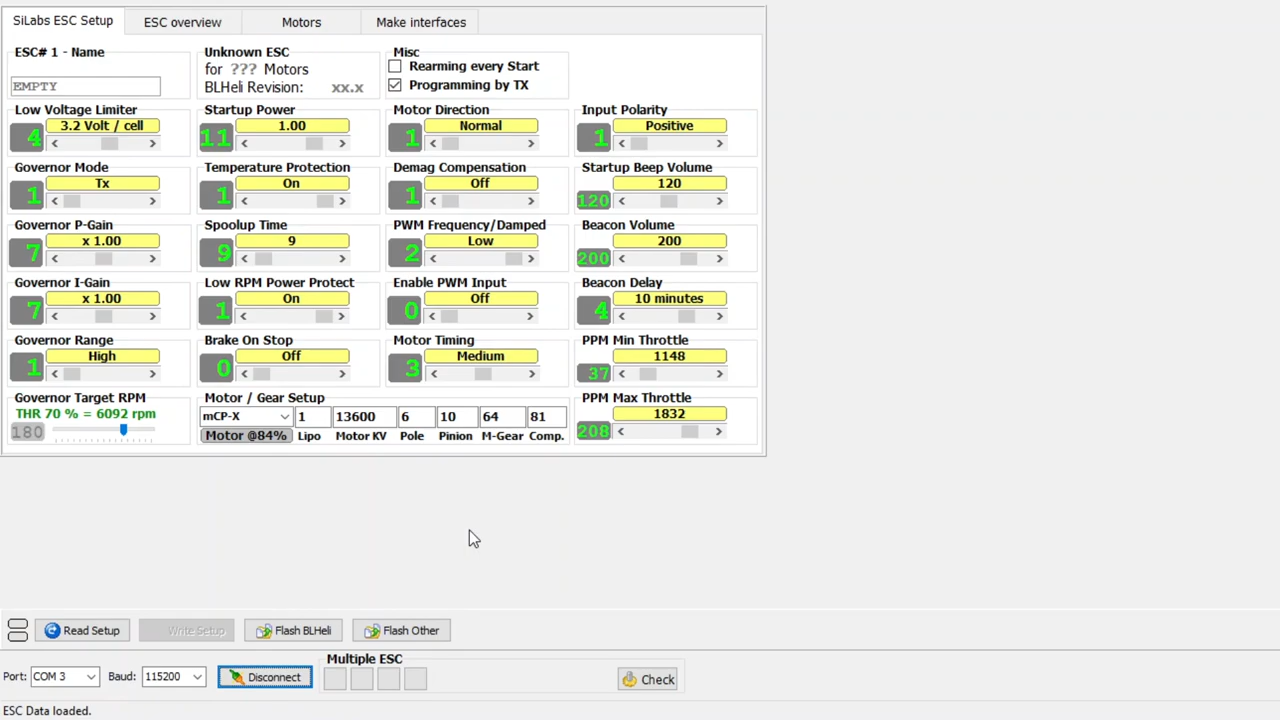 SiLabs ESC Setup
ESC overview
Motors
Make interfaces
ESC# 1 - Name
EMPTY
Unknown ESC
for ??? Motors
BLHeli Revision: xx.x
Misc
Rearming every Start
Programming by TX
Low Voltage Limiter
4 3.2 Volt / cell
Startup Power
11 1.00
Motor Direction
1 Normal
Input Polarity
1 Positive
Governor Mode
1 Tx
Temperature Protection
1 On
Demag Compensation
1 Off
Startup Beep Volume
120 120
Governor P-Gain
7 x 1.00
Spoolup Time
9 9
PWM Frequency/Damped
2 Low
Beacon Volume
200 200
Governor I-Gain
7 x 1.00
Low RPM Power Protect
1 On
Enable PWM Input
0 Off
Beacon Delay
4 10 minutes
Governor Range
1 High
Brake On Stop
0 Off
Motor Timing
3 Medium
PPM Min Throttle
37 1148
Governor Target RPM
THR 70 % = 6092 rpm
180
Motor / Gear Setup
mCP-X 1 13600 6 10 64 81
Motor @84% Lipo Motor KV Pole Pinion M-Gear Comp.
PPM Max Throttle
208 1832
Read Setup
Write Setup
Flash BLHeli
Flash Other
Port: COM 3 Baud: 115200 Disconnect
Multiple ESC
Check
ESC Data loaded.